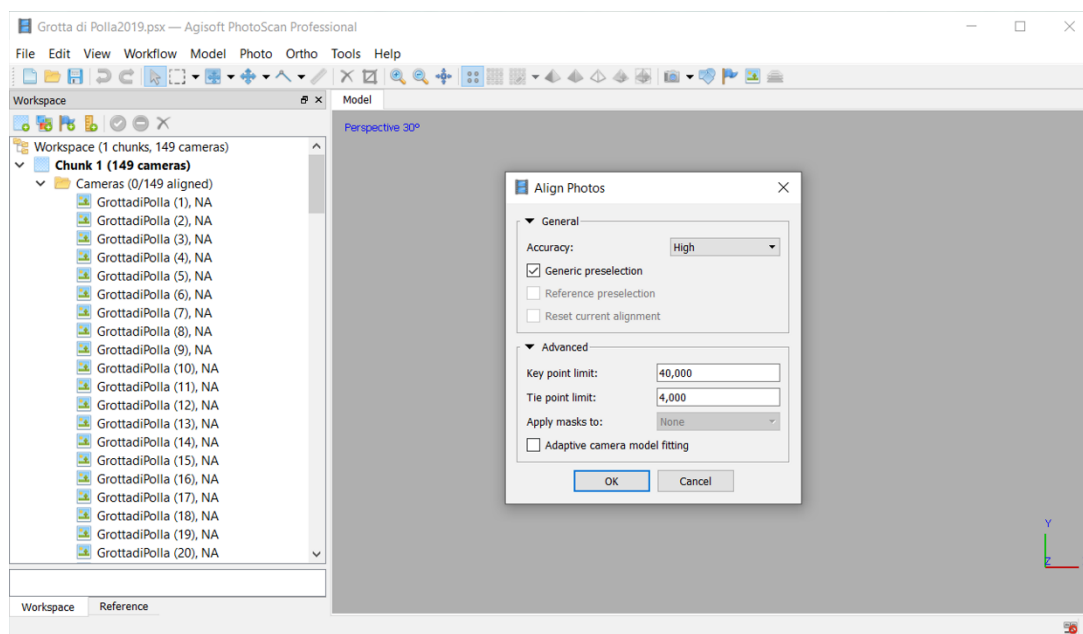 Grotta di Polla2019.psx — Agisoft PhotoScan Professional
File Edit View Workflow Model Photo Ortho Tools Help
Workspace
Model
Perspective 30°
Workspace (1 chunks, 149 cameras)
Chunk 1 (149 cameras)
Cameras (0/149 aligned)
GrottadiPolla (1), NA
GrottadiPolla (2), NA
GrottadiPolla (3), NA
GrottadiPolla (4), NA
GrottadiPolla (5), NA
GrottadiPolla (6), NA
GrottadiPolla (7), NA
GrottadiPolla (8), NA
GrottadiPolla (9), NA
GrottadiPolla (10), NA
GrottadiPolla (11), NA
GrottadiPolla (12), NA
GrottadiPolla (13), NA
GrottadiPolla (14), NA
GrottadiPolla (15), NA
GrottadiPolla (16), NA
GrottadiPolla (17), NA
GrottadiPolla (18), NA
GrottadiPolla (19), NA
GrottadiPolla (20), NA
Workspace Reference
Align Photos
General
Accuracy: High
Generic preselection
Reference preselection
Reset current alignment
Advanced
Key point limit: 40,000
Tie point limit: 4,000
Apply masks to: None
Adaptive camera model fitting
OK Cancel
Y
Z